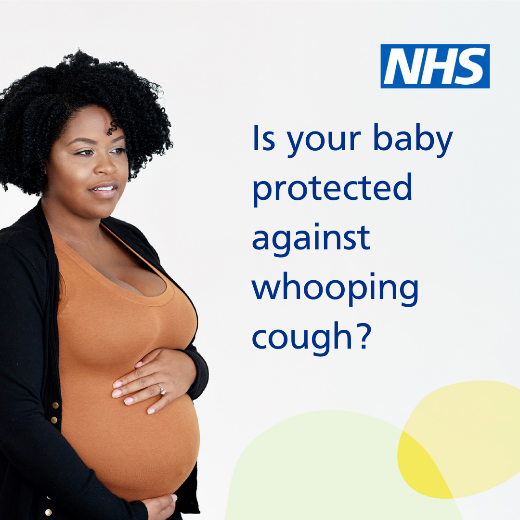 NHS
Is your baby
protected
against
whooping
cough?